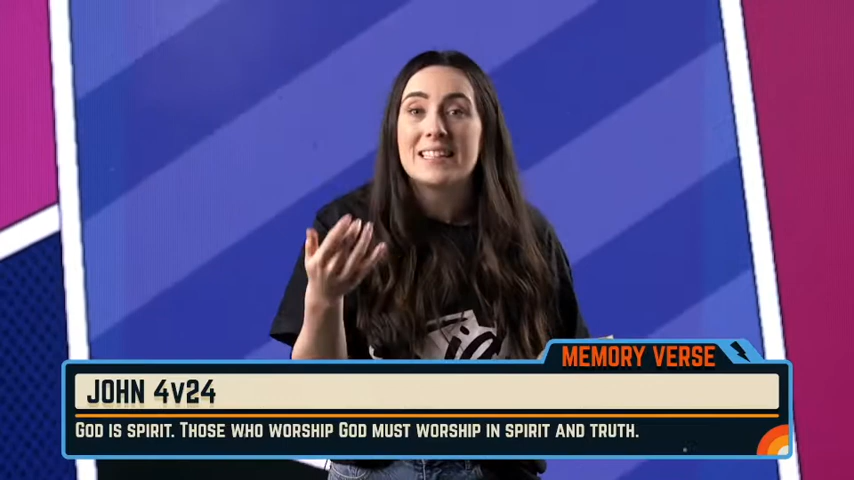 MEMORY VERSE
JOHN 4v24
God is spirit. Those who worship God must worship in spirit and truth.